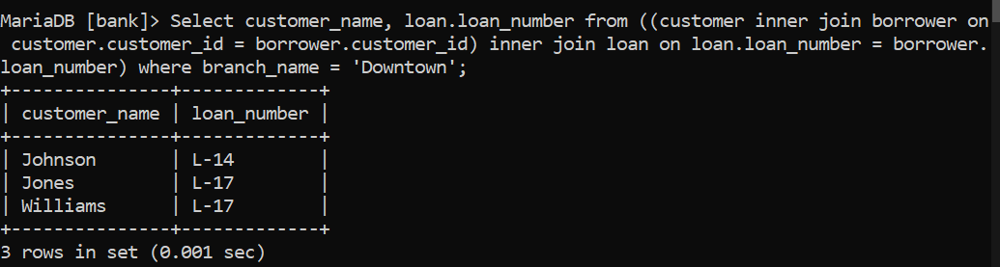 MariaDB [bank]> Select customer_name, loan.loan_number from ((customer inner join borrower on
 customer.customer_id = borrower.customer_id) inner join loan on loan.loan_number = borrower.
loan_number) where branch_name = 'Downtown';
+---------------+-------------+
| customer_name | loan_number |
+---------------+-------------+
| Johnson       | L-14        |
| Jones         | L-17        |
| Williams      | L-17        |
+---------------+-------------+
3 rows in set (0.001 sec)